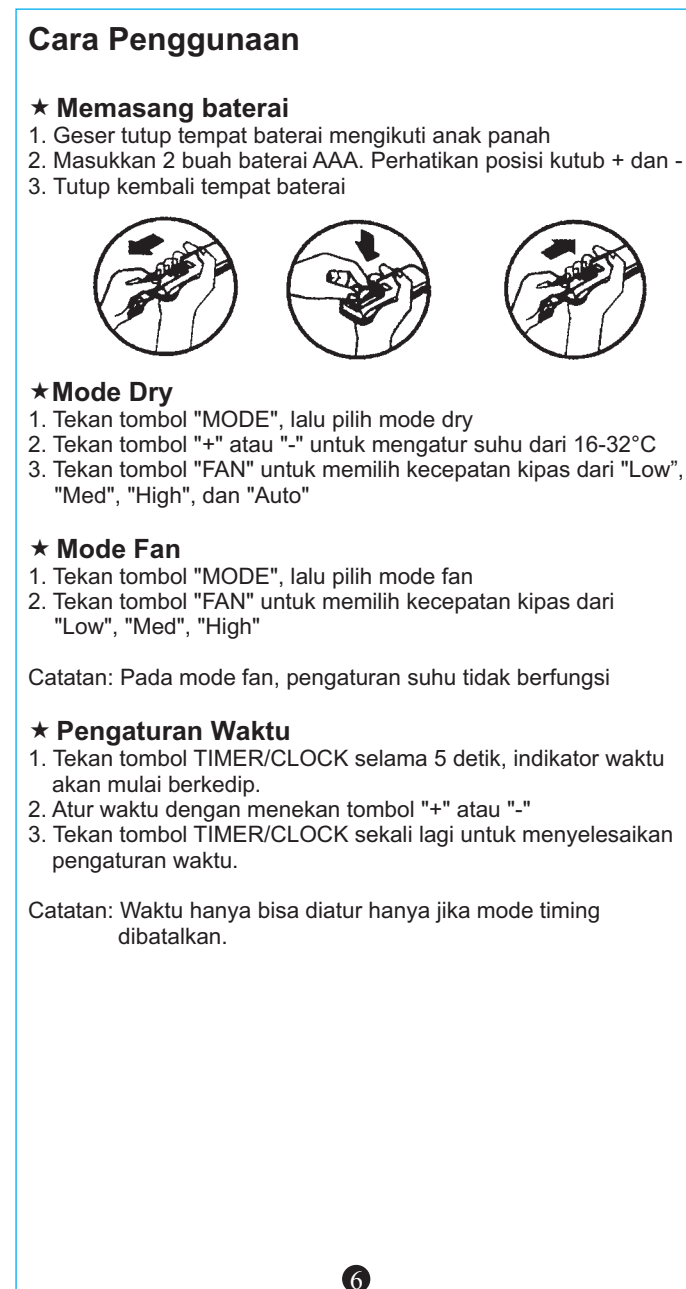 Cara Penggunaan
★ Memasang baterai
1. Geser tutup tempat baterai mengikuti anak panah
2. Masukkan 2 buah baterai AAA. Perhatikan posisi kutub + dan -
3. Tutup kembali tempat baterai
★Mode Dry
1. Tekan tombol "MODE", lalu pilih mode dry
2. Tekan tombol "+" atau "-" untuk mengatur suhu dari 16-32°C
3. Tekan tombol "FAN" untuk memilih kecepatan kipas dari "Low”,
"Med", "High", dan "Auto"
★ Mode Fan
1. Tekan tombol "MODE", lalu pilih mode fan
2. Tekan tombol "FAN" untuk memilih kecepatan kipas dari
"Low", "Med", "High"
Catatan: Pada mode fan, pengaturan suhu tidak berfungsi
★ Pengaturan Waktu
1. Tekan tombol TIMER/CLOCK selama 5 detik, indikator waktu
akan mulai berkedip.
2. Atur waktu dengan menekan tombol "+" atau "-"
3. Tekan tombol TIMER/CLOCK sekali lagi untuk menyelesaikan
pengaturan waktu.
Catatan: Waktu hanya bisa diatur hanya jika mode timing
dibatalkan.
6